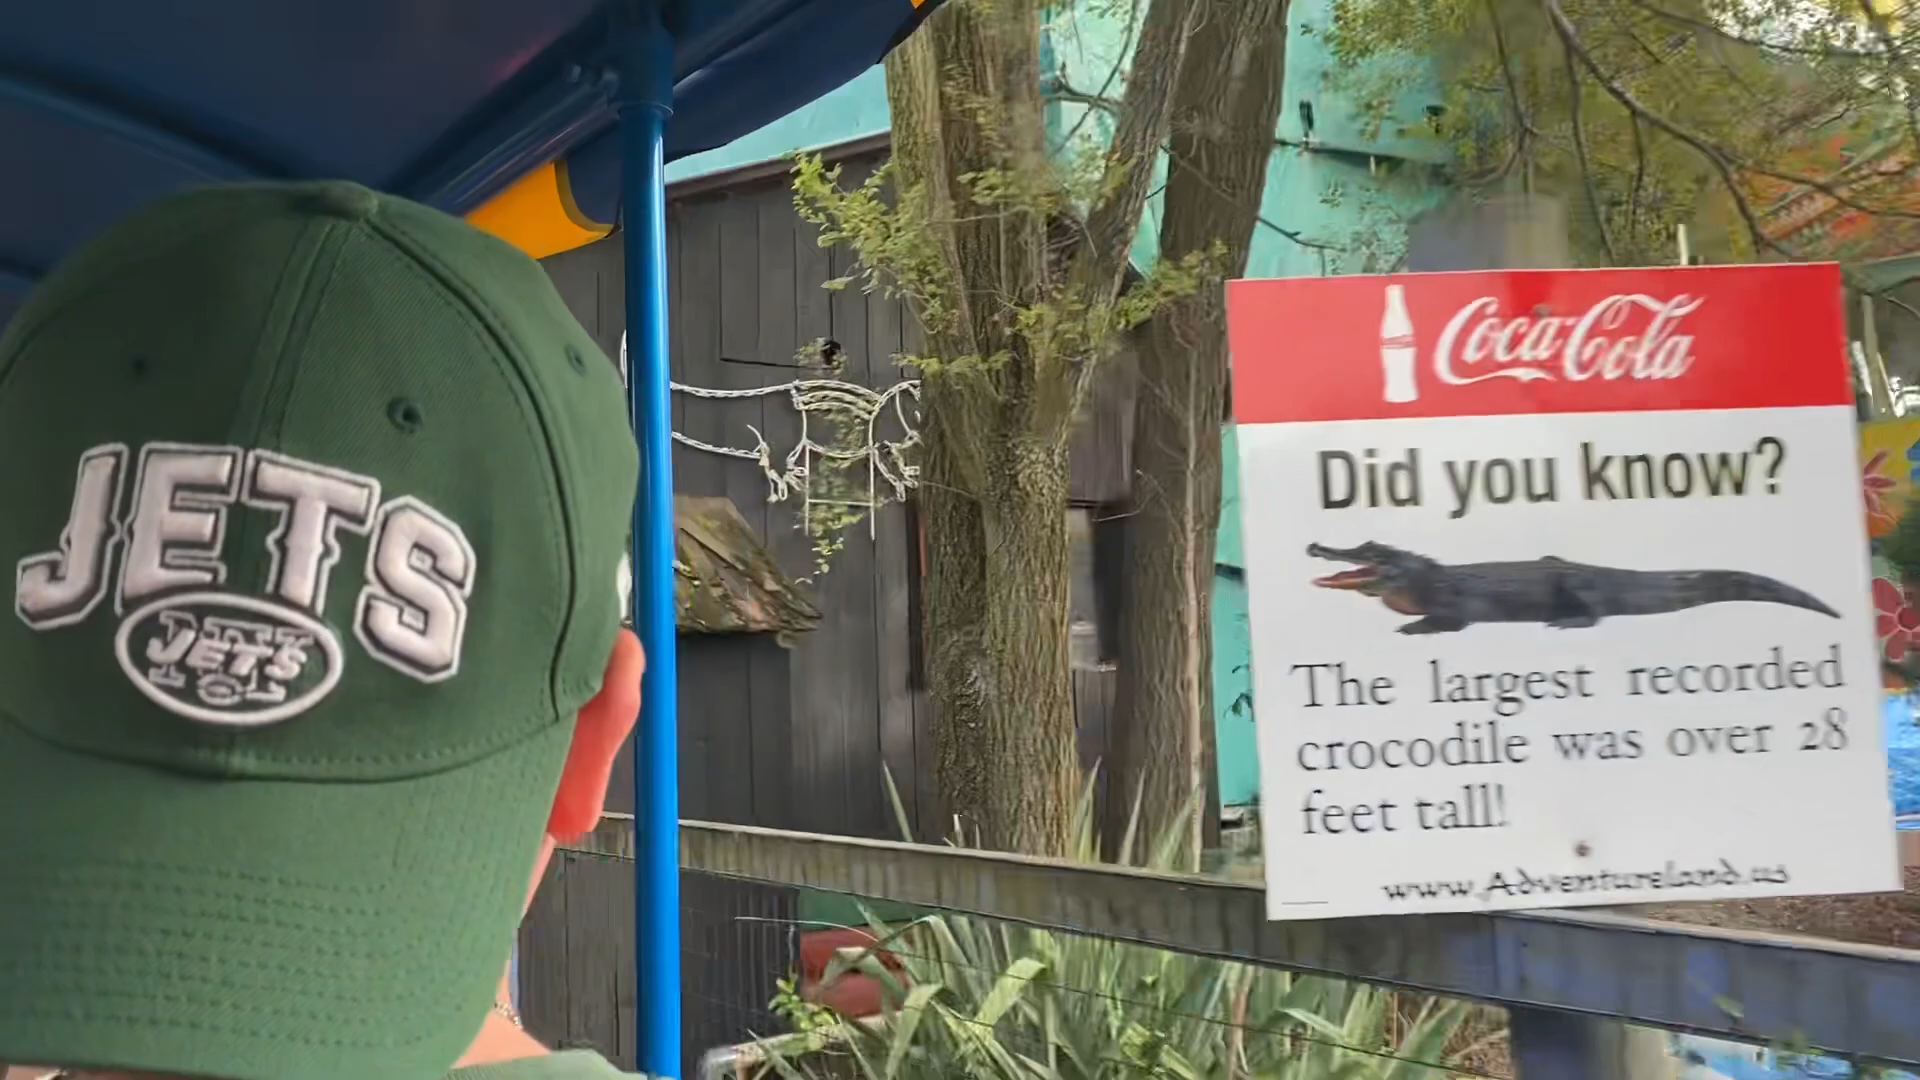 JETS
JETS
Coca-Cola
Did you know?
The largest recorded
crocodile was over 28
feet tall!
www.Adventureland.us